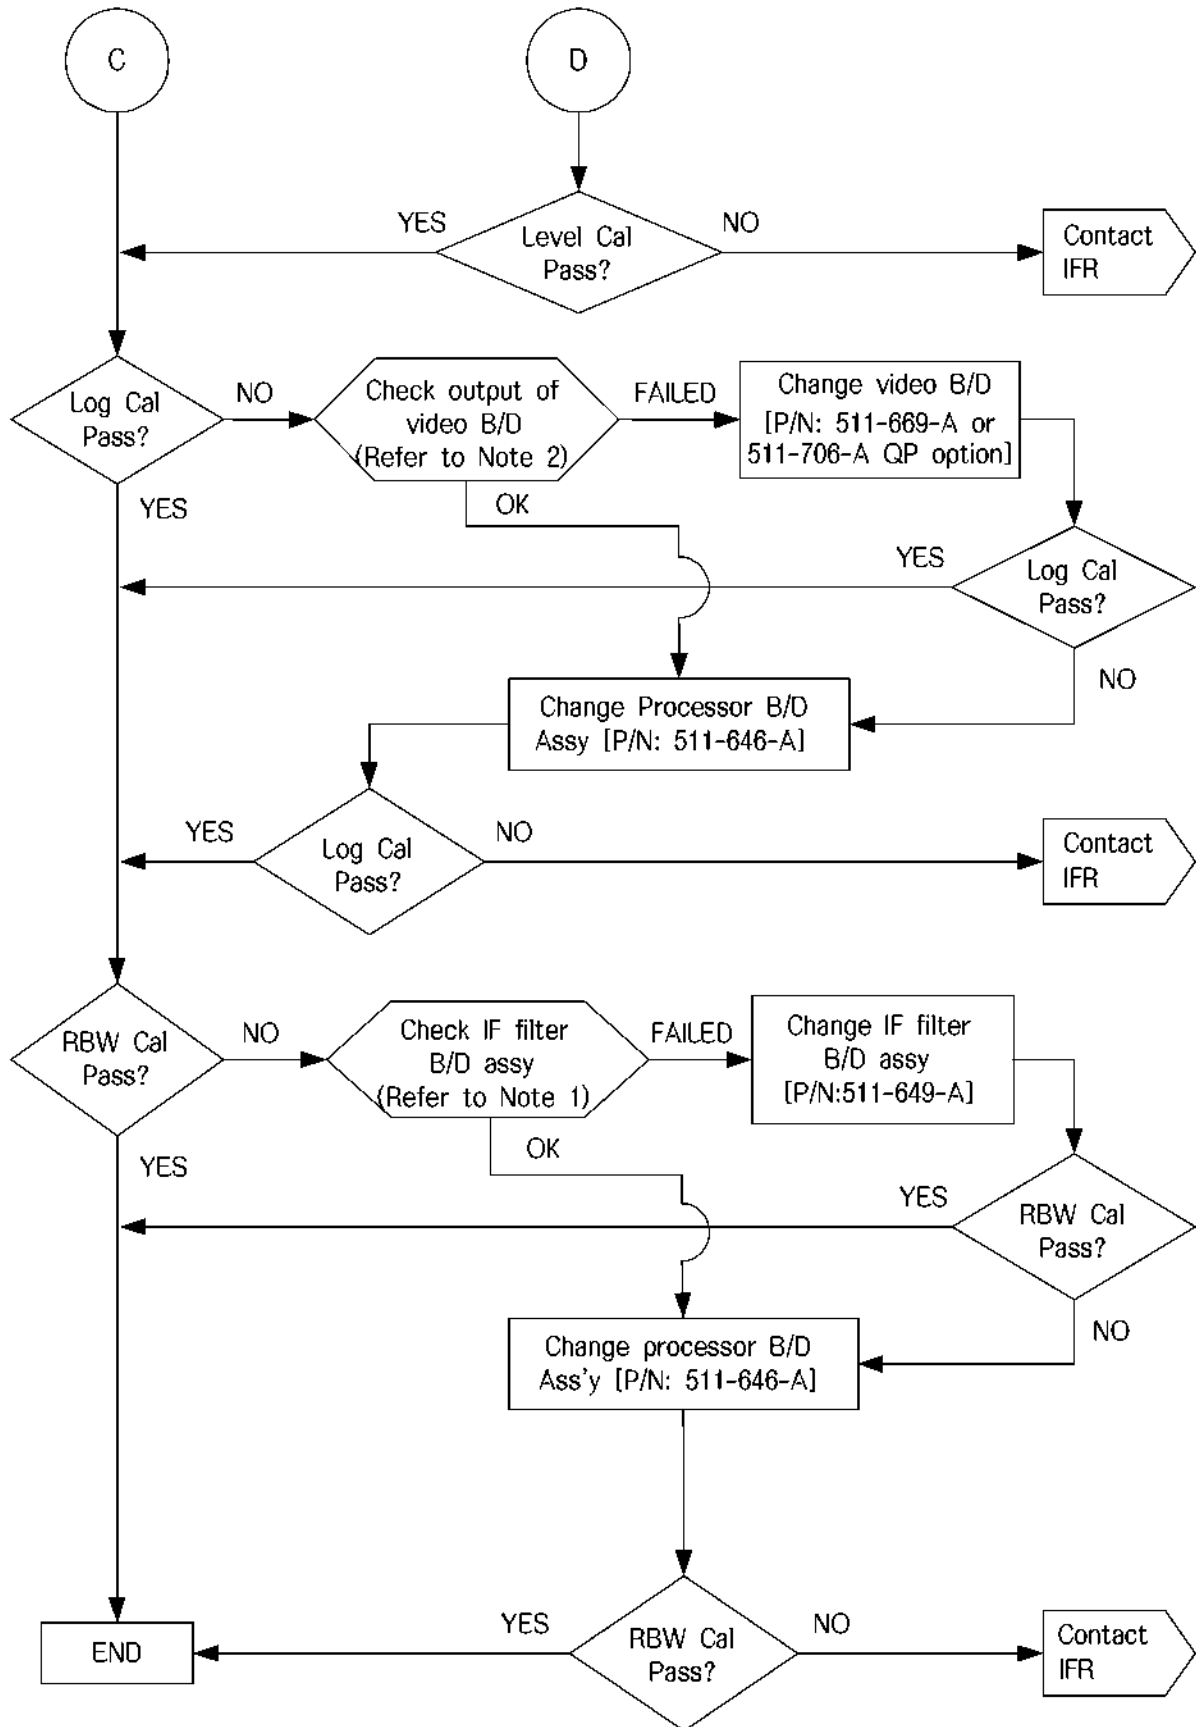 C
D
YES
Level Cal
Pass?
NO
Contact
IFR
Log Cal
Pass?
NO
Check output of
video B/D
(Refer to Note 2)
FAILED
Change video B/D
[P/N: 511-669-A or
511-706-A QP option]
YES
OK
YES
Log Cal
Pass?
NO
Change Processor B/D
Assy [P/N: 511-646-A]
YES
Log Cal
Pass?
NO
Contact
IFR
RBW Cal
Pass?
NO
Check IF filter
B/D assy
(Refer to Note 1)
FAILED
Change IF filter
B/D assy
[P/N:511-649-A]
YES
OK
YES
RBW Cal
Pass?
NO
Change processor B/D
Ass'y [P/N: 511-646-A]
END
YES
RBW Cal
Pass?
NO
Contact
IFR